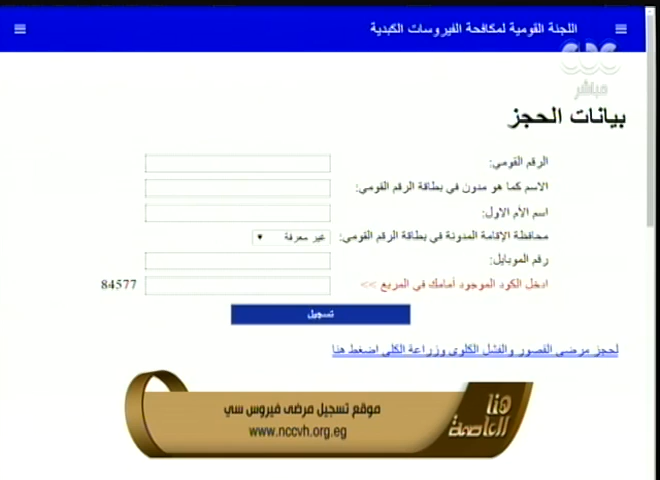 اللجنة القومية لمكافحة الفيروسات الكبدية
cbc
مباشر
بيانات الحجز
الرقم القومي:
الاسم كما هو مدون في بطاقة الرقم القومي:
اسم الأم الاول:
محافظة الإقامة المدونة في بطاقة الرقم القومي:
غير معرفة
رقم الموبايل:
ادخل الكود الموجود أمامك في المربع >>
84577
تسجيل
لحجز مرضى القصور والفشل الكلوى وزراعة الكلى اضغط هنا
هنا العاصمة
موقع تسجيل مرضى فيروس سي
www.nccvh.org.eg